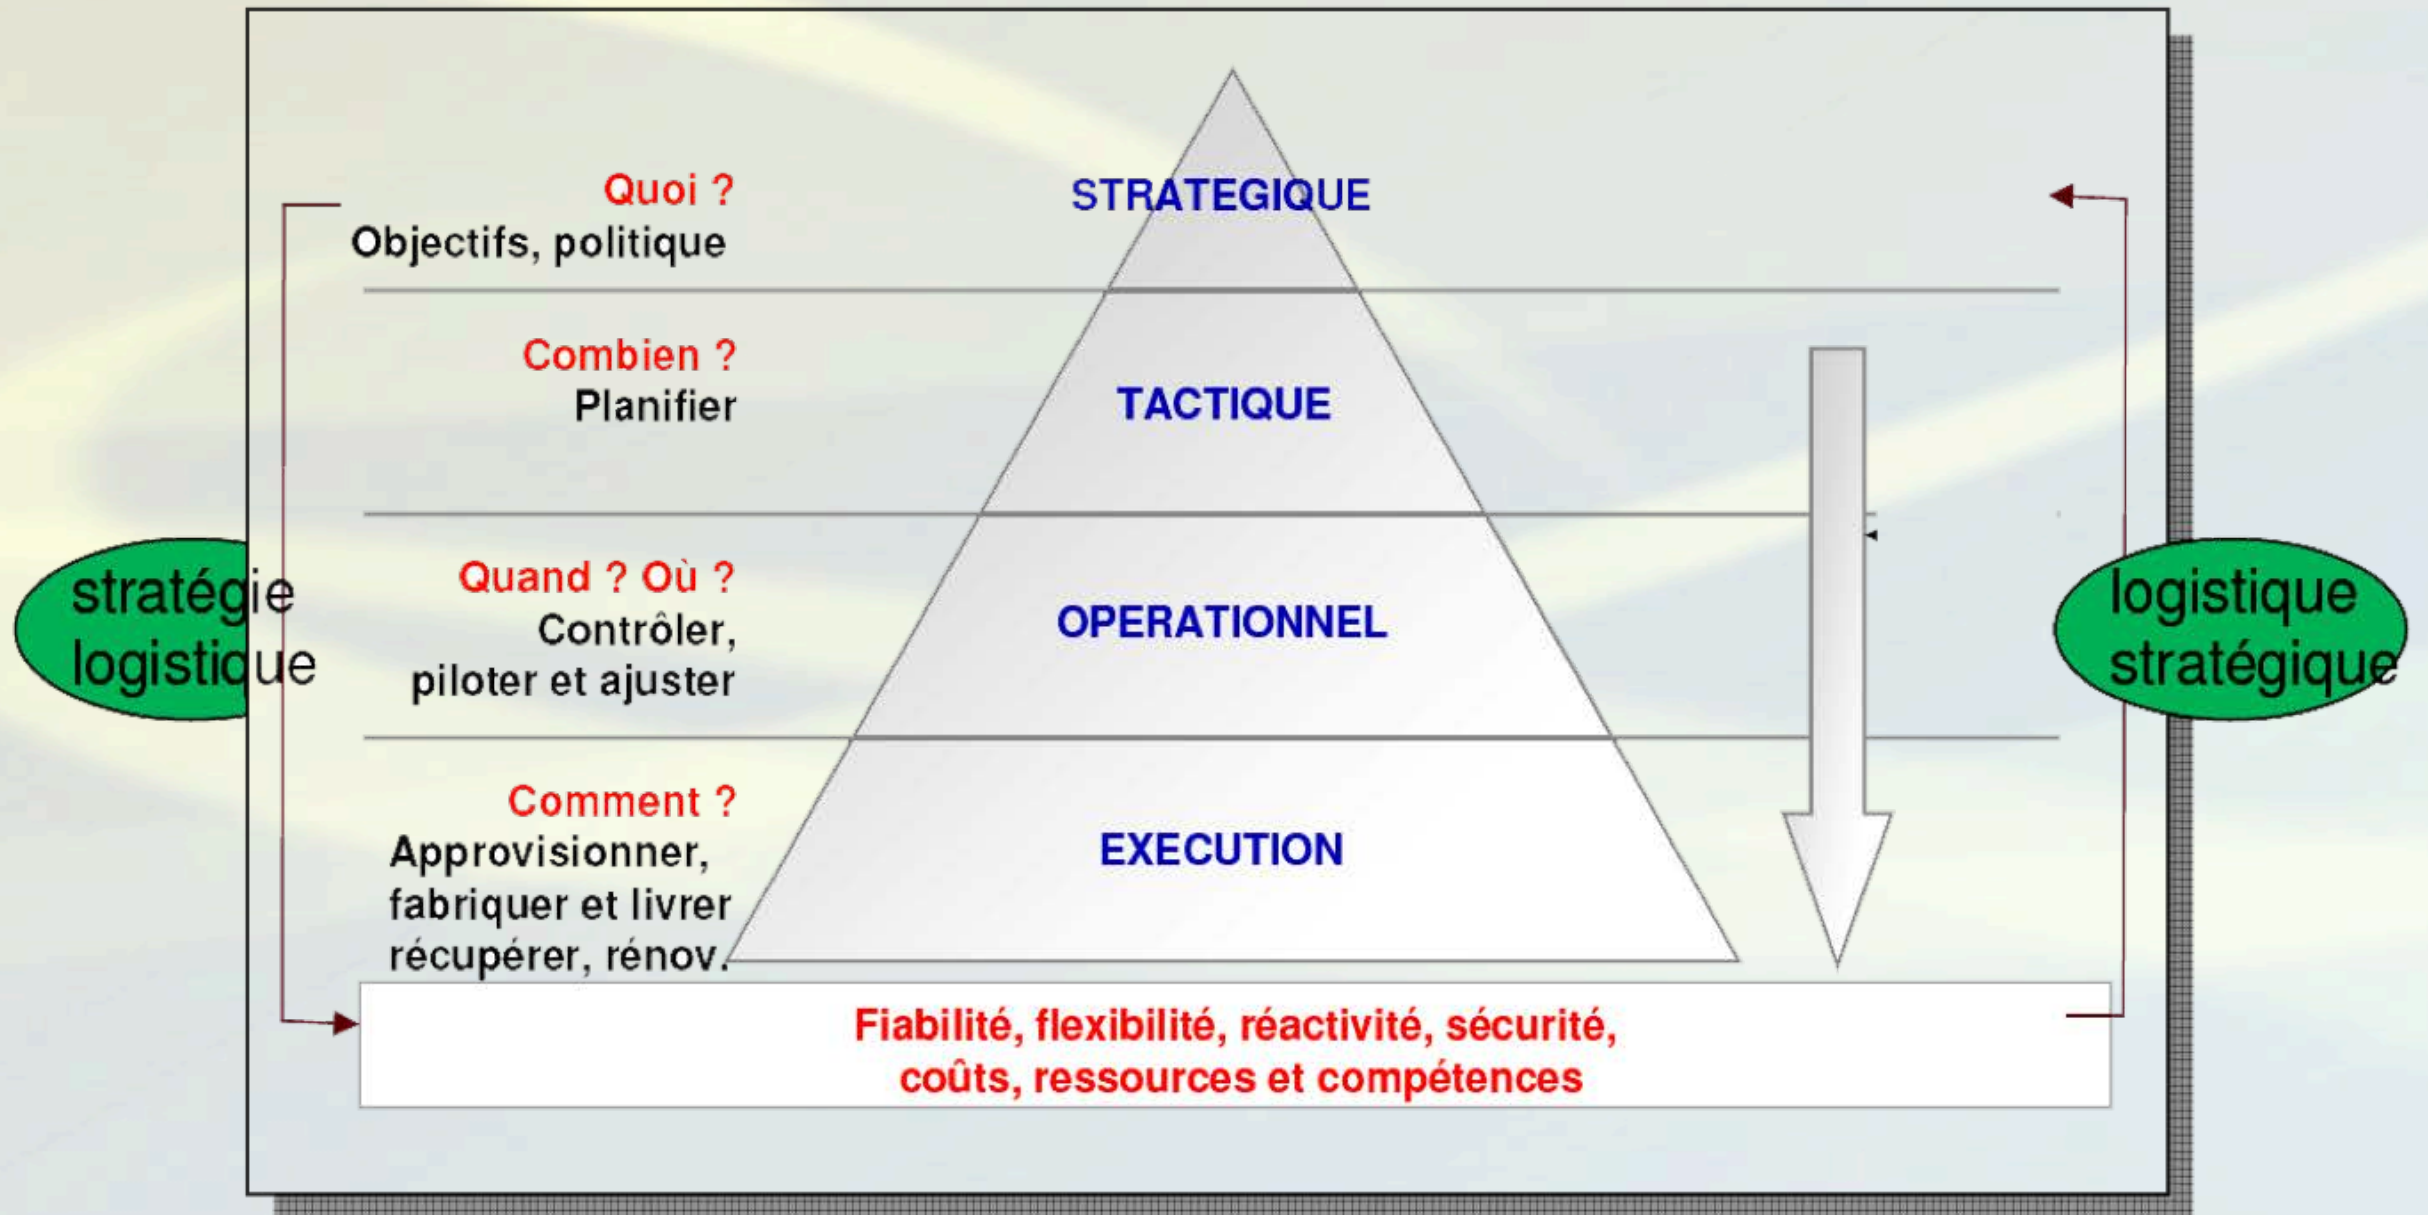 Quoi ?
Objectifs, politique
STRATEGIQUE
Combien ?
Planifier
TACTIQUE
stratégie
logistique
Quand ? Où ?
Contrôler,
piloter et ajuster
OPERATIONNEL
logistique
stratégique
Comment ?
Approvisionner,
fabriquer et livrer
récupérer, rénov.
EXECUTION
Fiabilité, flexibilité, réactivité, sécurité,
coûts, ressources et compétences